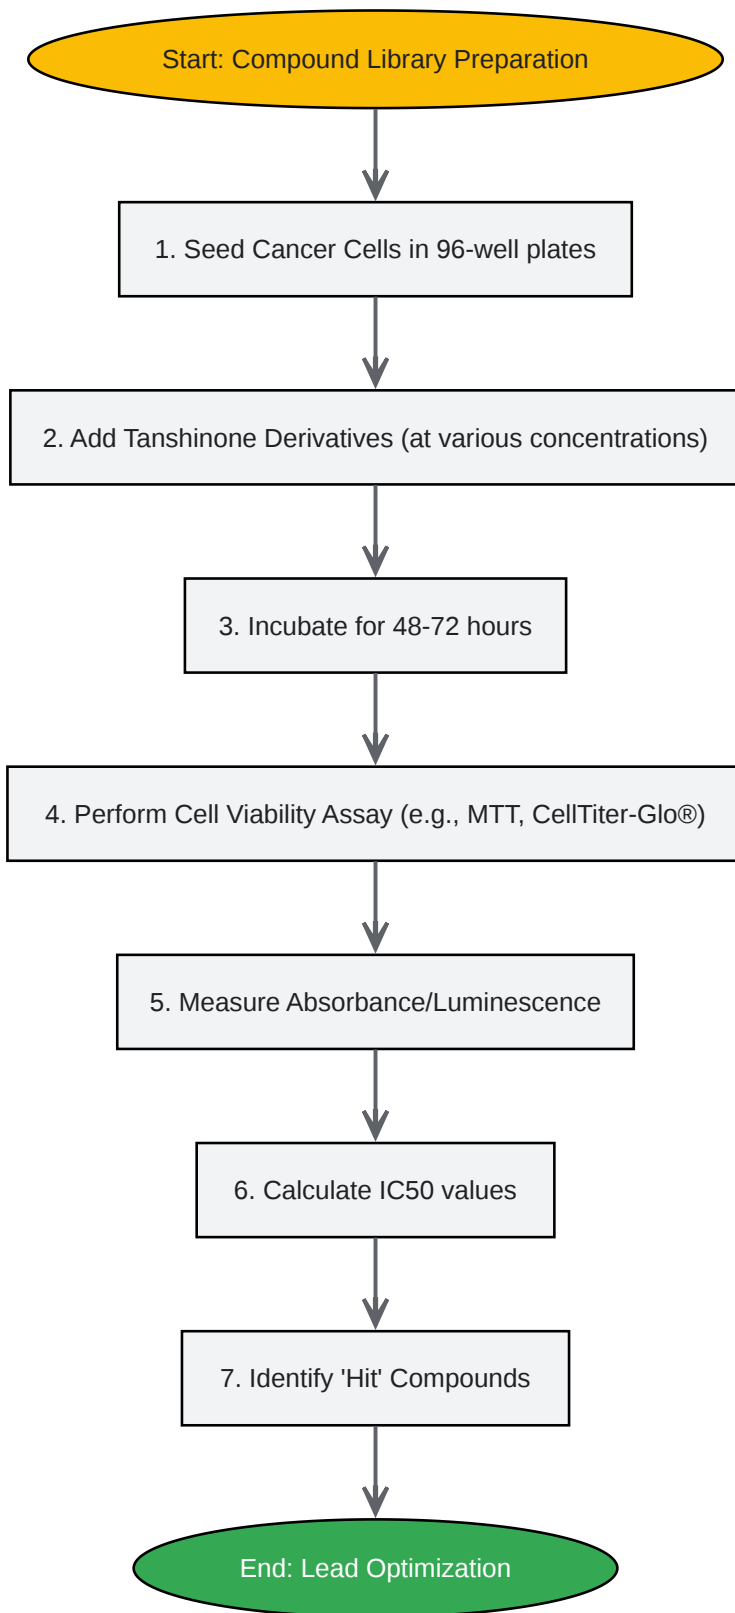 Start: Compound Library Preparation
1. Seed Cancer Cells in 96-well plates
2. Add Tanshinone Derivatives (at various concentrations)
3. Incubate for 48-72 hours
4. Perform Cell Viability Assay (e.g., MTT, CellTiter-Glo®)
5. Measure Absorbance/Luminescence
6. Calculate IC50 values
7. Identify 'Hit' Compounds
End: Lead Optimization